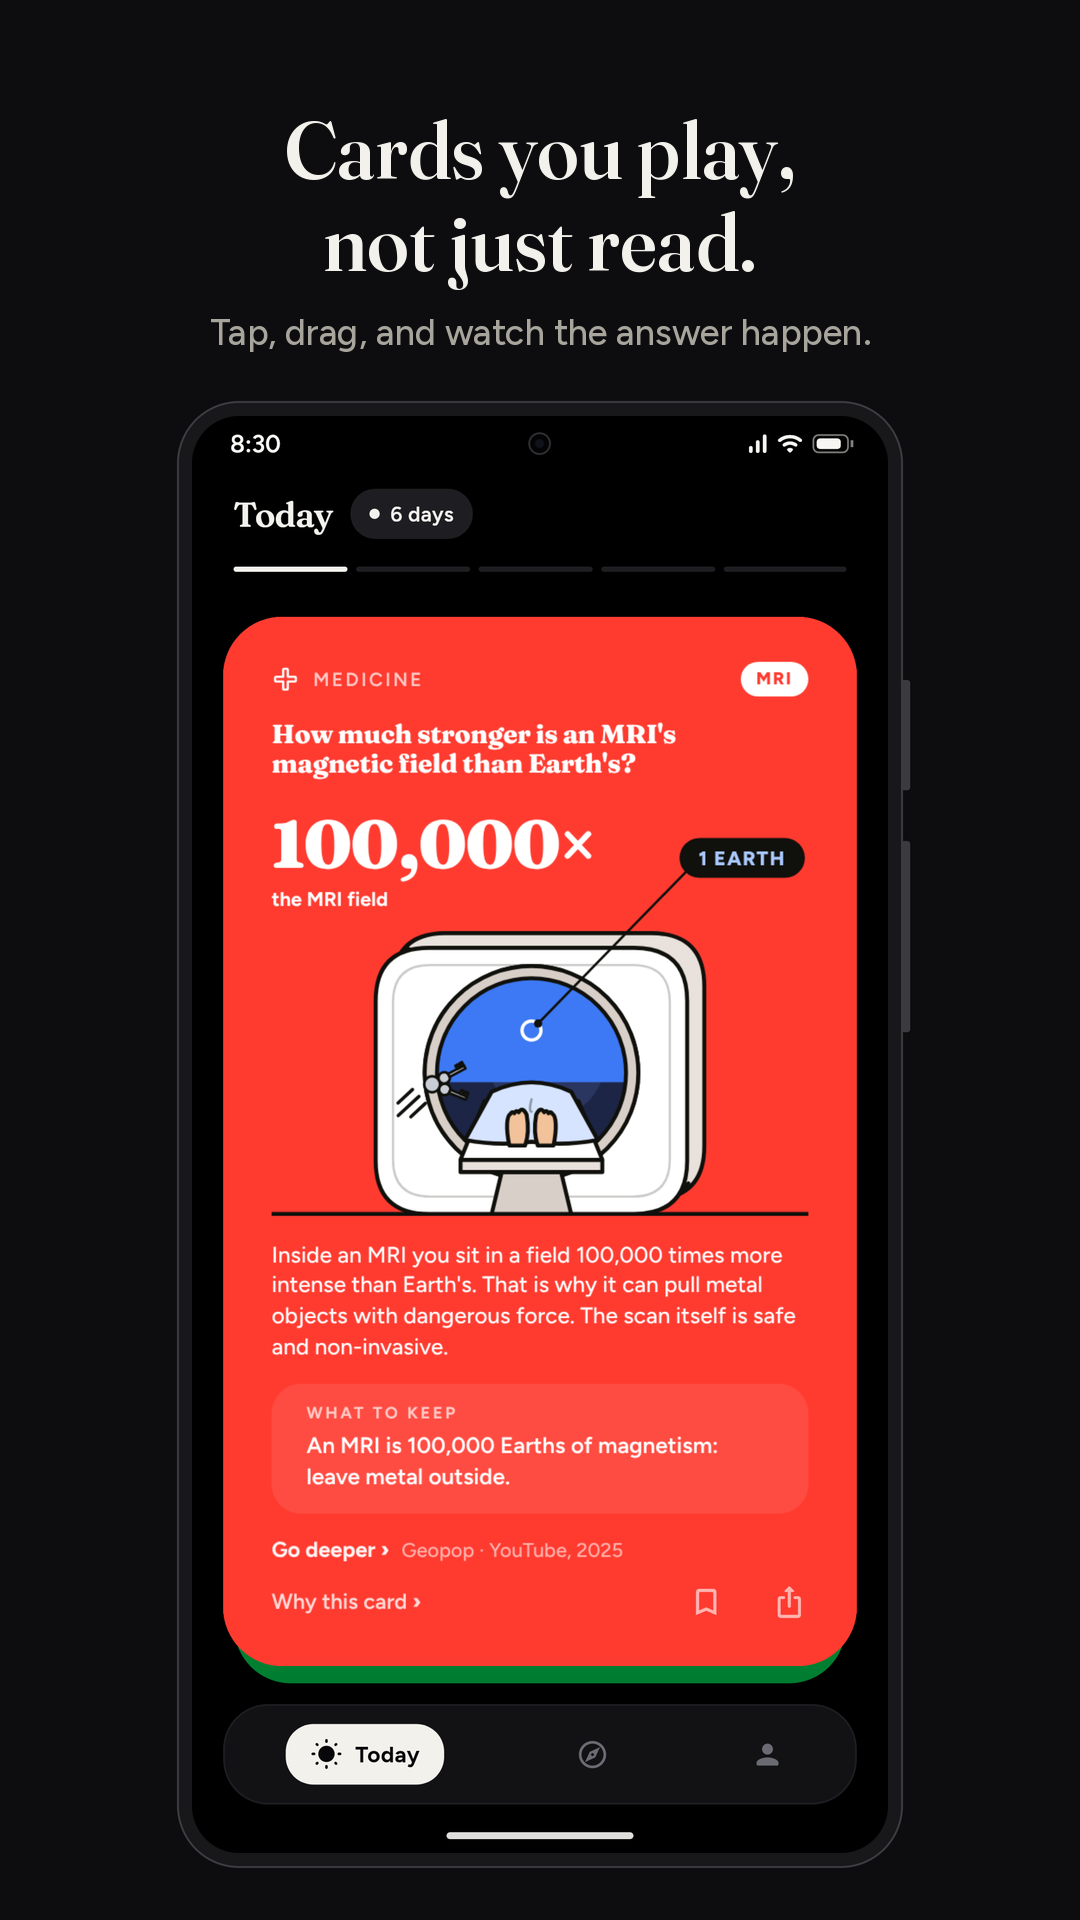 Cards you play,
not just read.
Tap, drag, and watch the answer happen.
8:30
Today
6 days
MEDICINE
MRI
How much stronger is an MRI's
magnetic field than Earth's?
100,000×
the MRI field
1 EARTH
Inside an MRI you sit in a field 100,000 times more
intense than Earth's. That is why it can pull metal
objects with dangerous force. The scan itself is safe
and non-invasive.
WHAT TO KEEP
An MRI is 100,000 Earths of magnetism:
leave metal outside.
Go deeper › Geopop · YouTube, 2025
Why this card ›
Today